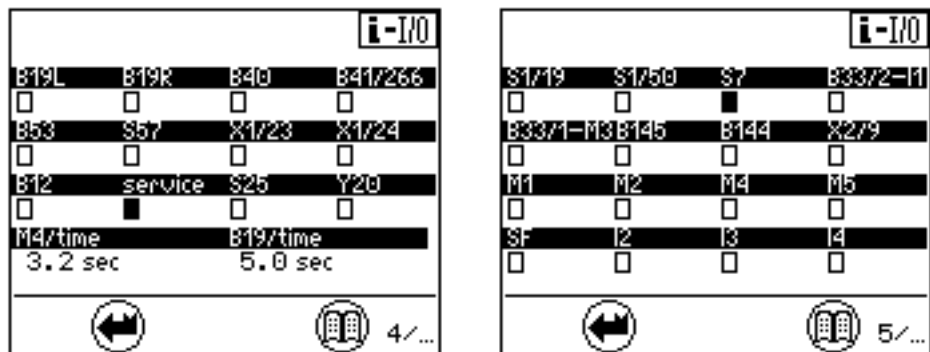 i-I/0
B19L B19R B40 B41/266
B53 S57 X1/23 X1/24
B12 service S25 Y20
M4/time B19/time
3.2 sec 5.0 sec
4/...
i-I/0
S1/19 S1/50 S7 B33/2-M1
B33/1-M3 B145 B144 X2/9
M1 M2 M4 M5
SF I2 I3 I4
5/...